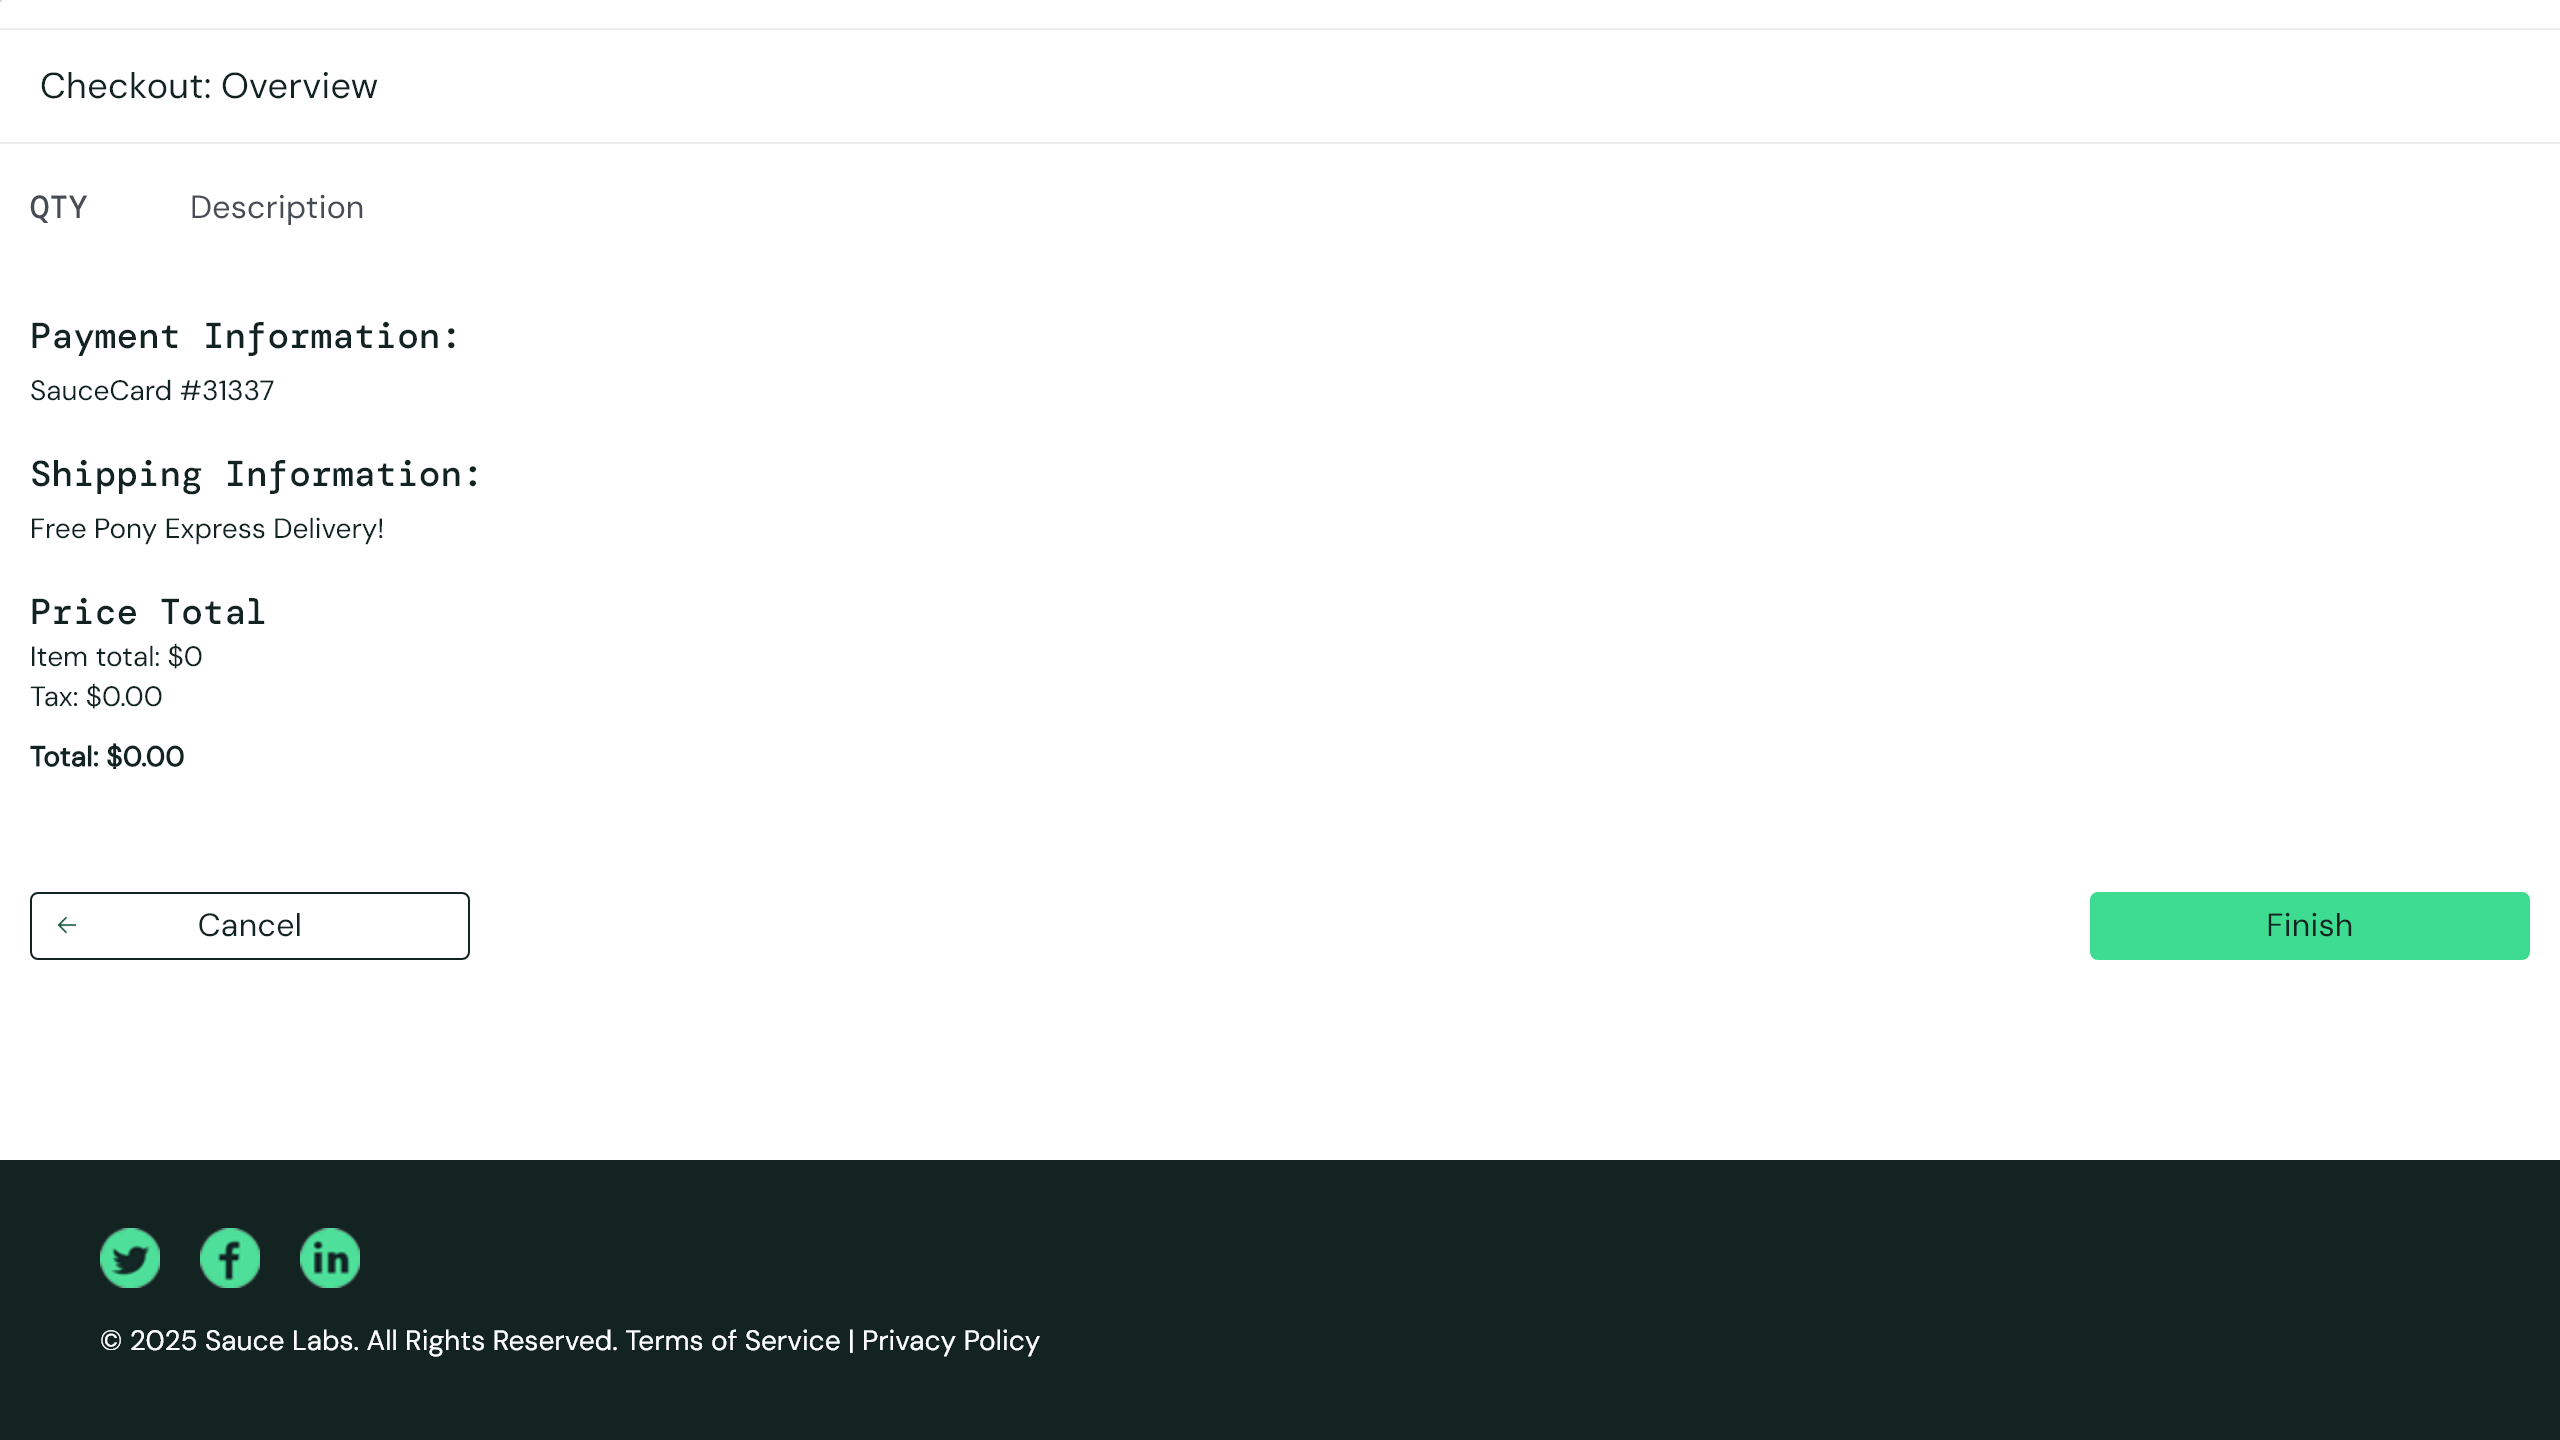 Checkout: Overview
QTY Description
Payment Information:
SauceCard #31337
Shipping Information:
Free Pony Express Delivery!
Price Total
Item total: $0
Tax: $0.00
Total: $0.00
Cancel Finish
© 2025 Sauce Labs. All Rights Reserved. Terms of Service | Privacy Policy